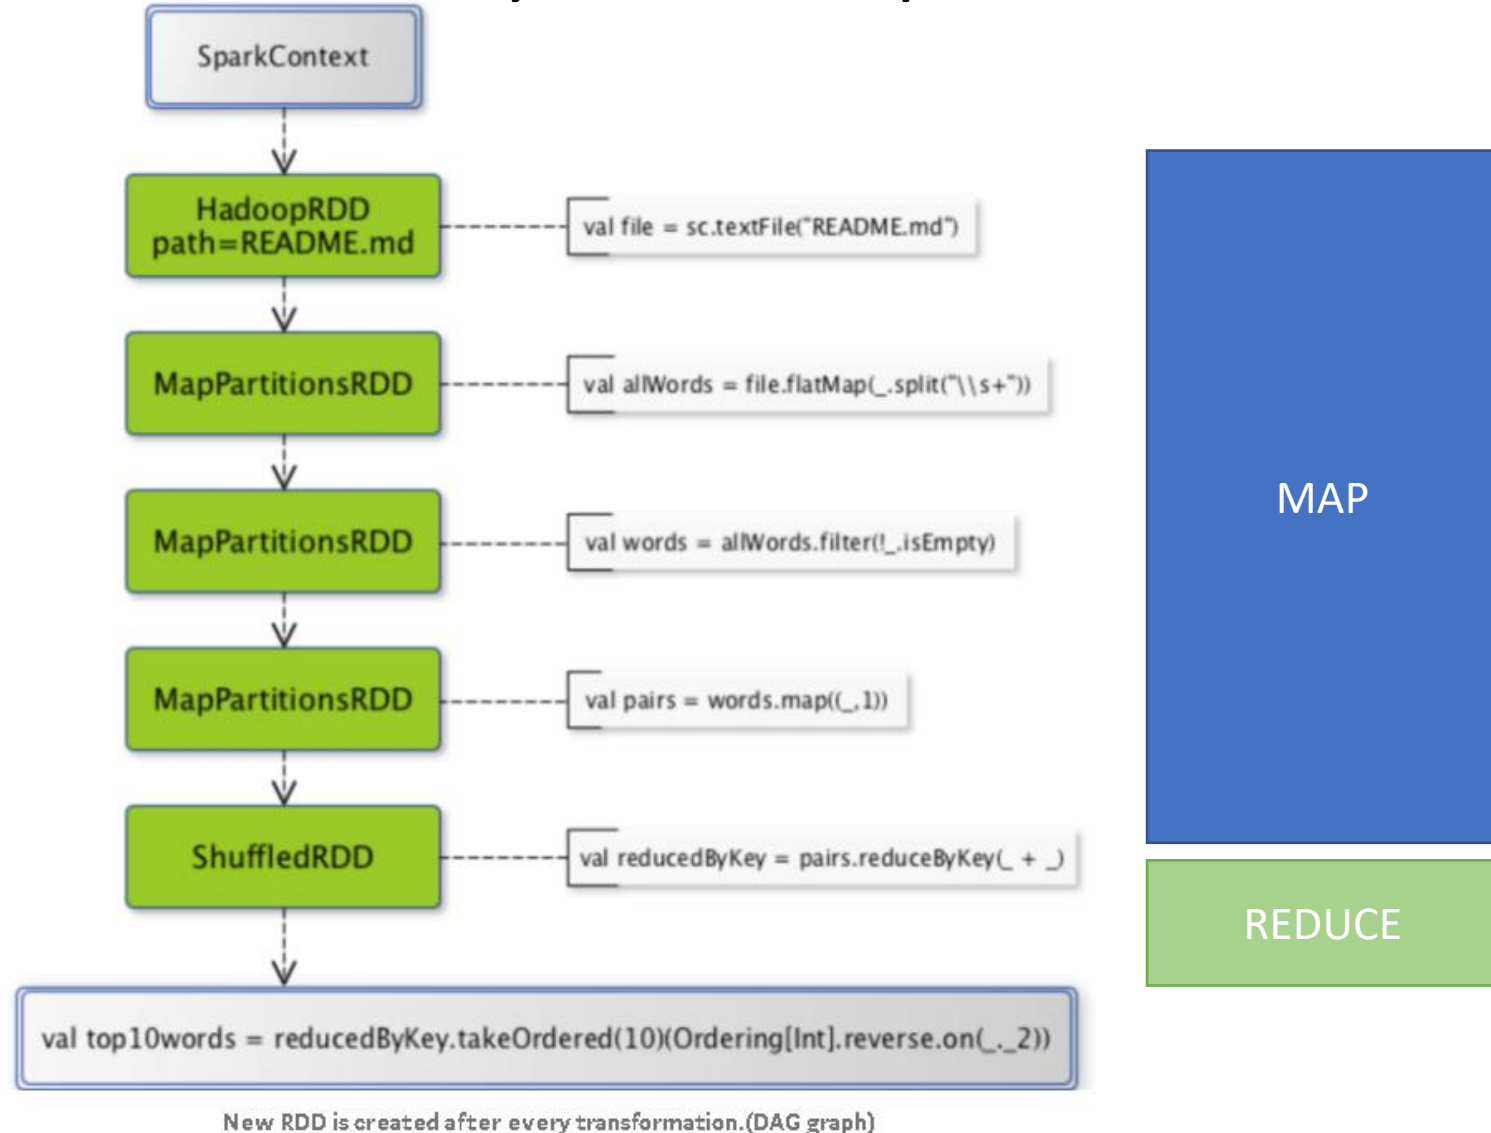 SparkContext
HadoopRDD
path=README.md
val file = sc.textFile("README.md")
MapPartitionsRDD
val allWords = file.flatMap(_.split("\\s+"))
MapPartitionsRDD
val words = allWords.filter(!_.isEmpty)
MapPartitionsRDD
val pairs = words.map((_,1))
ShuffledRDD
val reducedByKey = pairs.reduceByKey(_ + _)
val top10words = reducedByKey.takeOrdered(10)(Ordering[Int].reverse.on(_._2))
New RDD is created after every transformation.(DAG graph)
MAP
REDUCE